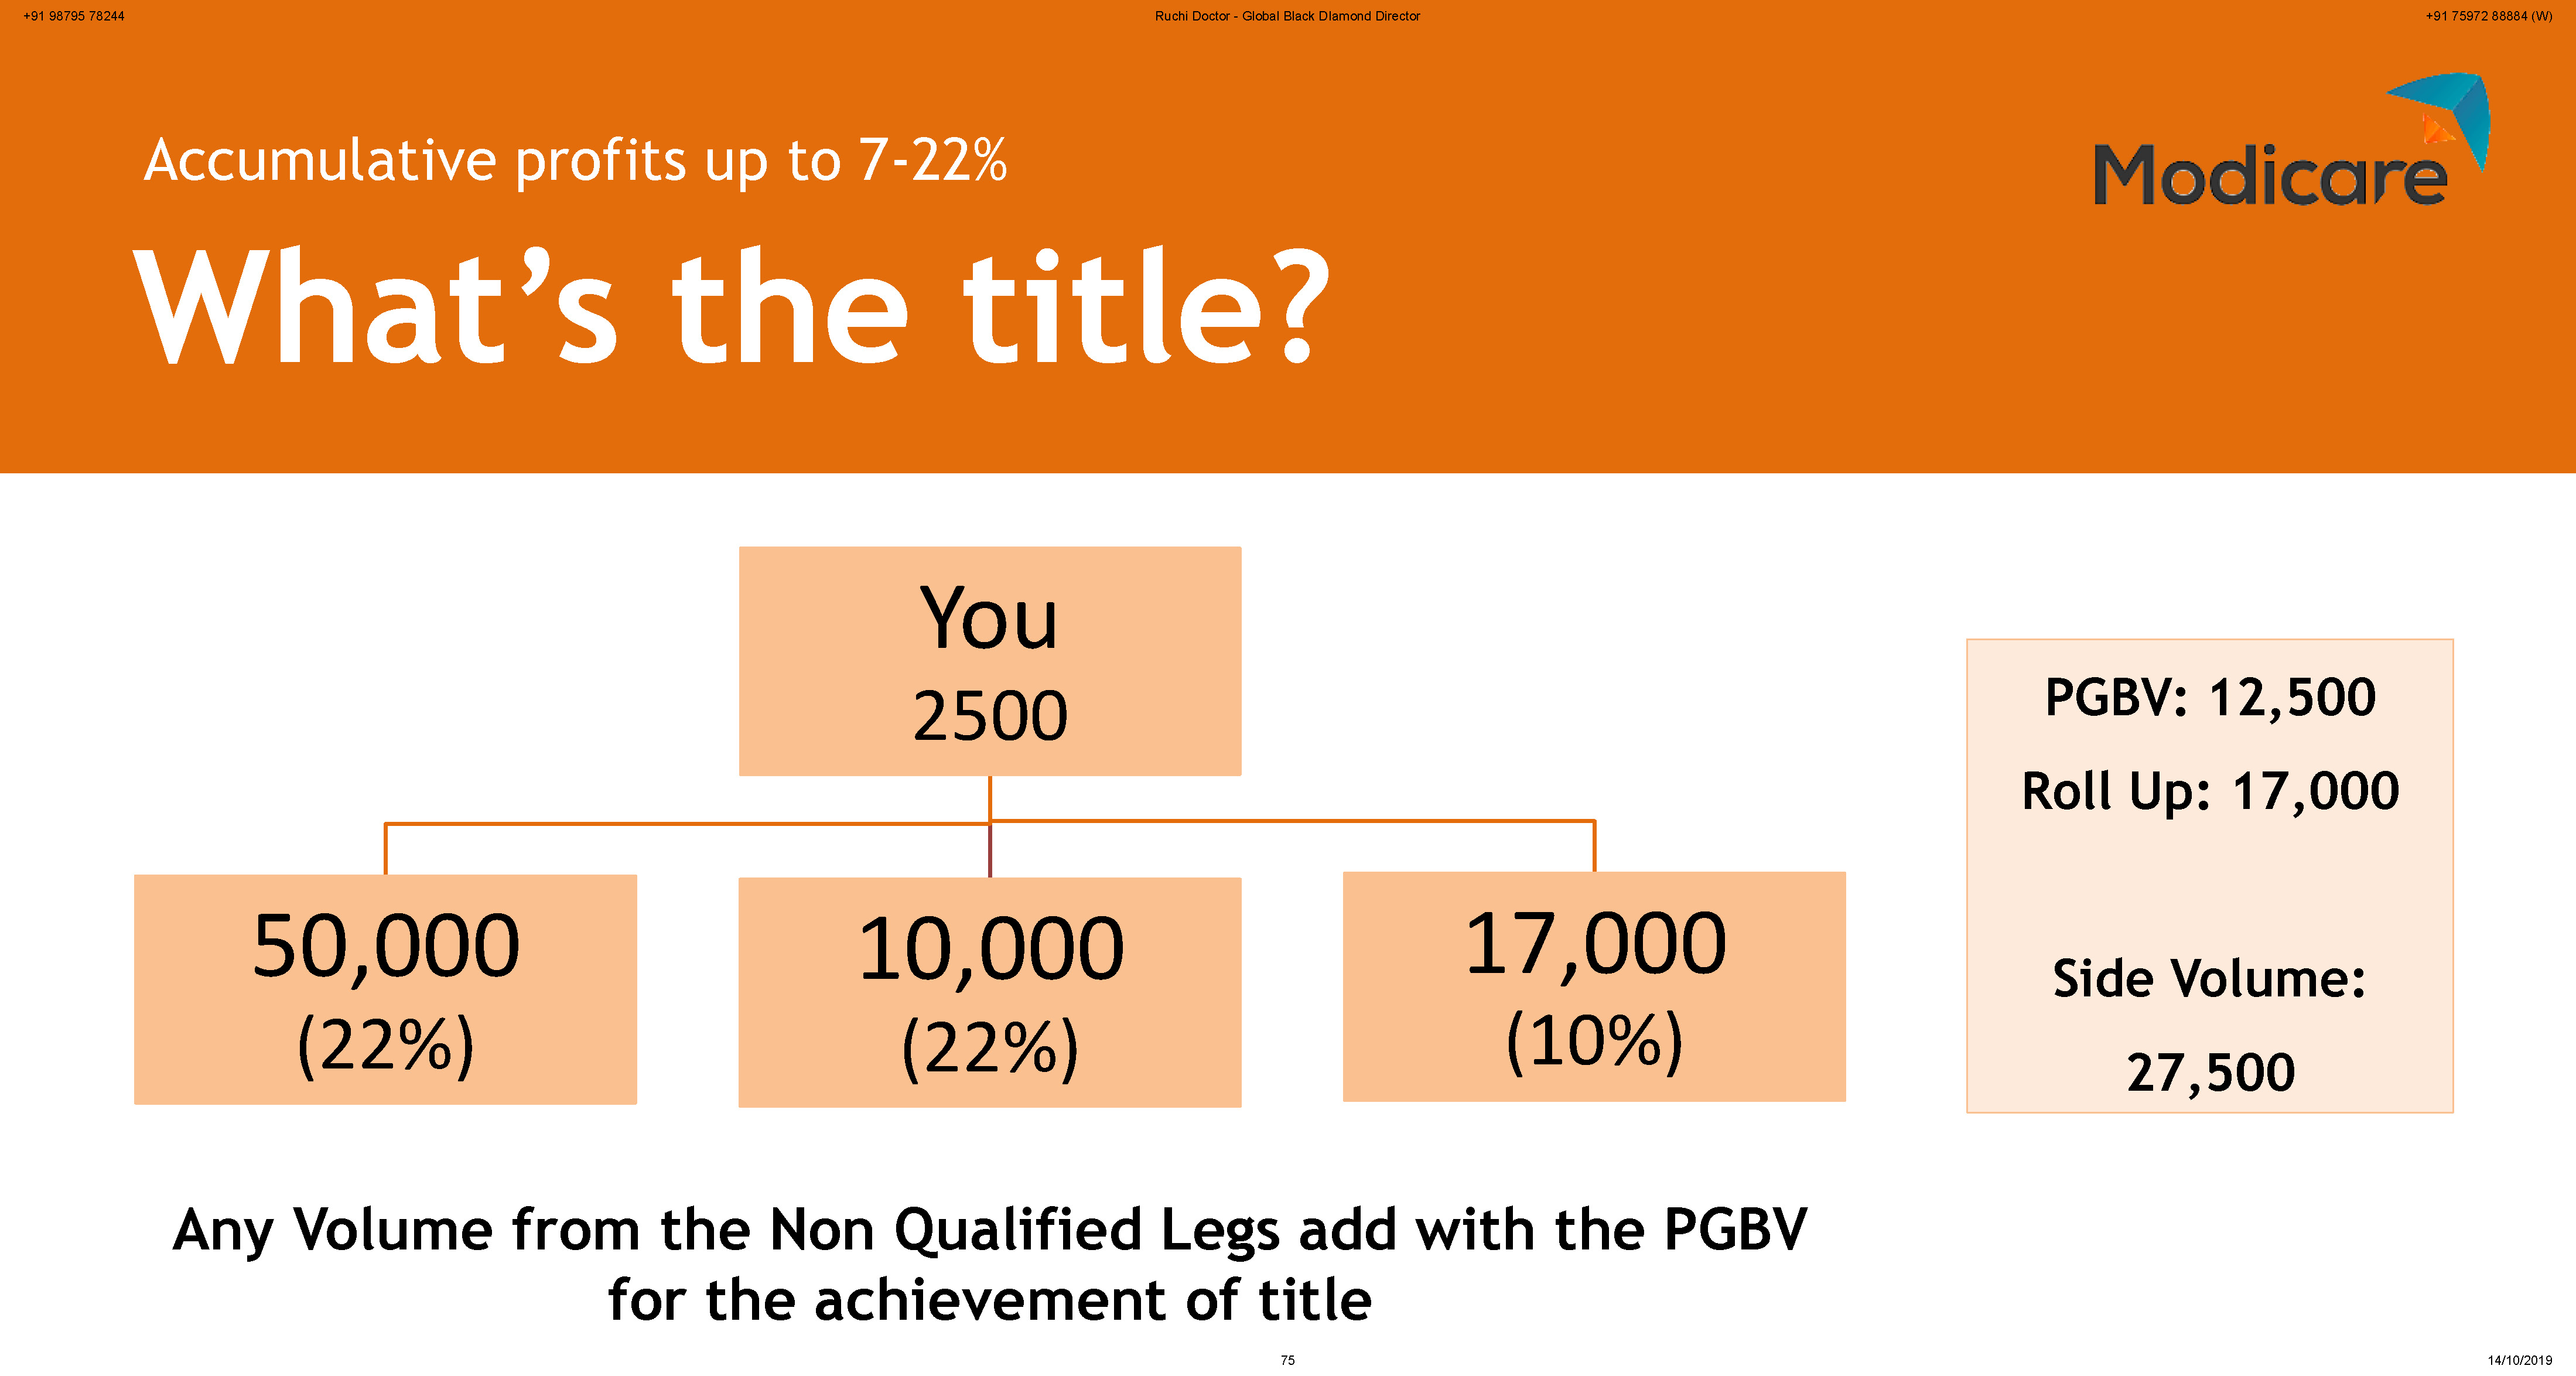 +91 98795 78244
Ruchi Doctor - Global Black DIamond Director
+91 75972 88884 (W)
Accumulative profits up to 7-22%
Modicare
What’s the title?
You
2500
50,000
(22%)
10,000
(22%)
17,000
(10%)
PGBV: 12,500
Roll Up: 17,000
Side Volume:
27,500
Any Volume from the Non Qualified Legs add with the PGBV
for the achievement of title
75
14/10/2019